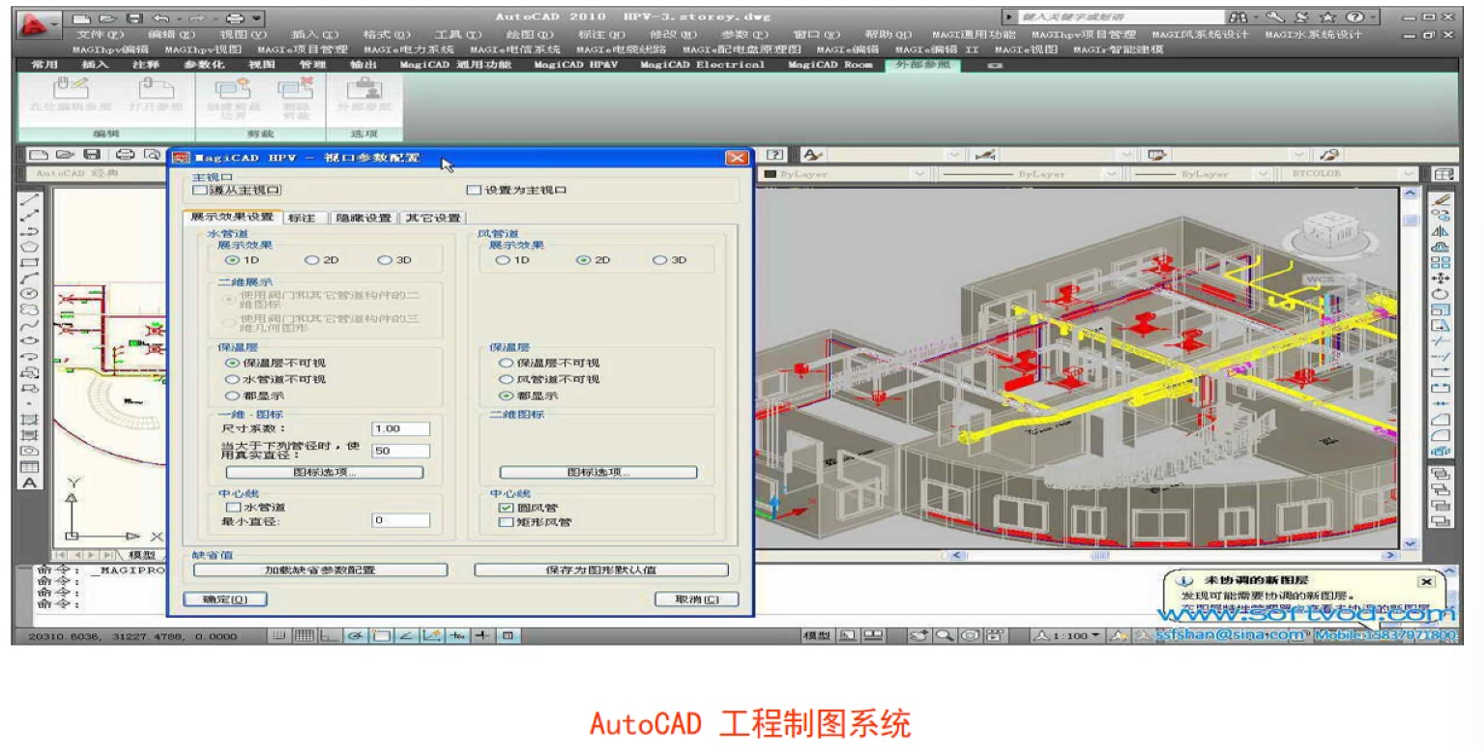 AutoCAD 2010 HPV-3.storey.dwg 键入关键字或短语
文件(F) 编辑(E) 视图(V) 插入(I) 格式(O) 工具(T) 绘图(D) 标注(N) 修改(M) 参数(P) 窗口(W) 帮助(H) MAGI通用功能 MAGIhpv项目管理 MAGI风系统设计 MAGI水系统设计
MAGIhpv编辑 MAGIhpv视图 MAGIe项目管理 MAGIe电力系统 MAGIe电信系统 MAGIe电缆线路 MAGIe配电盘原理图 MAGIe编辑 MAGIe编辑 II MAGIe视图 MAGIr智能建模
常用 插入 注释 参数化 视图 管理 输出 MagiCAD 通用功能 MagiCAD HP&V MagiCAD Electrical MagiCAD Room 外部参照
在位编辑参照 打开参照 创建剪裁边界 删除剪裁 外部参照
编辑 剪裁 选项
MagiCAD HPV - 视口参数配置
AutoCAD 经典 ByLayer ByLayer ByLayer BYCOLOR
主视口
遵从主视口 设置为主视口
展示效果设置 标注 隐藏设置 其它设置
水管道 风管道
展示效果 展示效果
1D 2D 3D 1D 2D 3D
二维展示
使用阀门和其它管道构件的二
维图标
使用阀门和其它管道构件的三
维几何图形
保温层 保温层
保温层不可视 保温层不可视
水管道不可视 风管道不可视
都显示 都显示
一维 - 图标 二维图标
尺寸系数: 1.00
当大于下列管径时,使
用真实直径: 50
图标选项... 图标选项...
中心线 中心线
水管道 圆风管
最小直径: 0 矩形风管
缺省值
加载缺省参数配置 保存为图形默认值
确定(O) 取消(C)
上 前
WCS
Y
X
模型
命令: _MAGIPRO
命令:
命令:
命令:
未协调的新图层
发现可能需要协调的新图层。
www.softvod.com
20310.6036, 31227.4788, 0.0000 模型 1:100 ssfshan@sina.com Mobile:15837971800
AutoCAD 工程制图系统